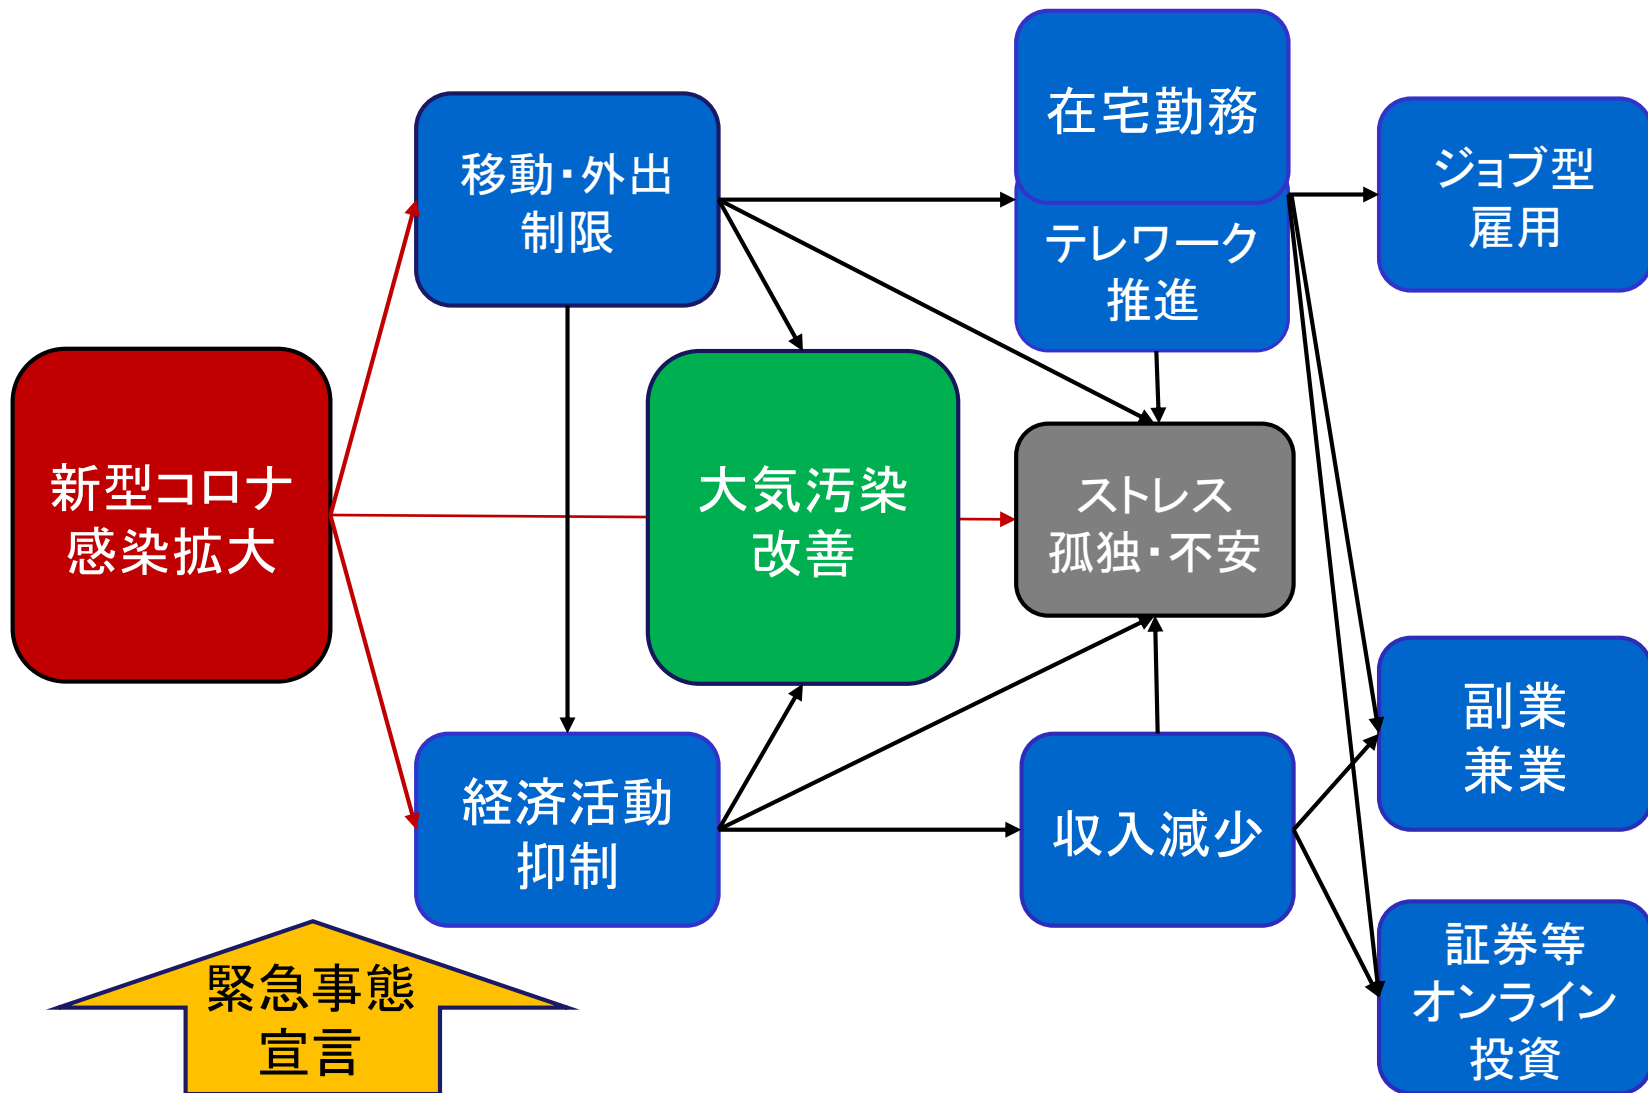 在宅勤務
移動・外出
制限
テレワーク
推進
ジョブ型
雇用
新型コロナ
感染拡大
大気汚染
改善
ストレス
孤独・不安
経済活動
抑制
収入減少
副業
兼業
緊急事態
宣言
証券等
オンライン
投資